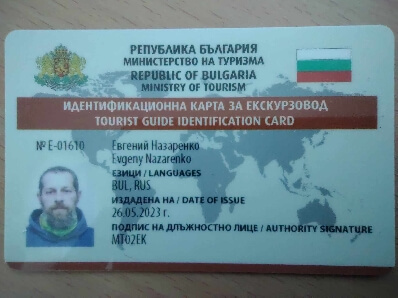 РЕПУБЛИКА БЪЛГАРИЯ
МИНИСТЕРСТВО НА ТУРИЗМА
REPUBLIC OF BULGARIA
MINISTRY OF TOURISM
ИДЕНТИФИКАЦИОННА КАРТА ЗА ЕКСКУРЗОВОД
TOURIST GUIDE IDENTIFICATION CARD
№ E-01610
Евгений Назаренко
Evgeny Nazarenko
ЕЗИЦИ / LANGUAGES
BUL, RUS
ИЗДАДЕНА НА / DATE OF ISSUE
26.05.2023 г.
ПОДПИС НА ДЛЪЖНОСТНО ЛИЦЕ / AUTHORITY SIGNATURE
MT02EK